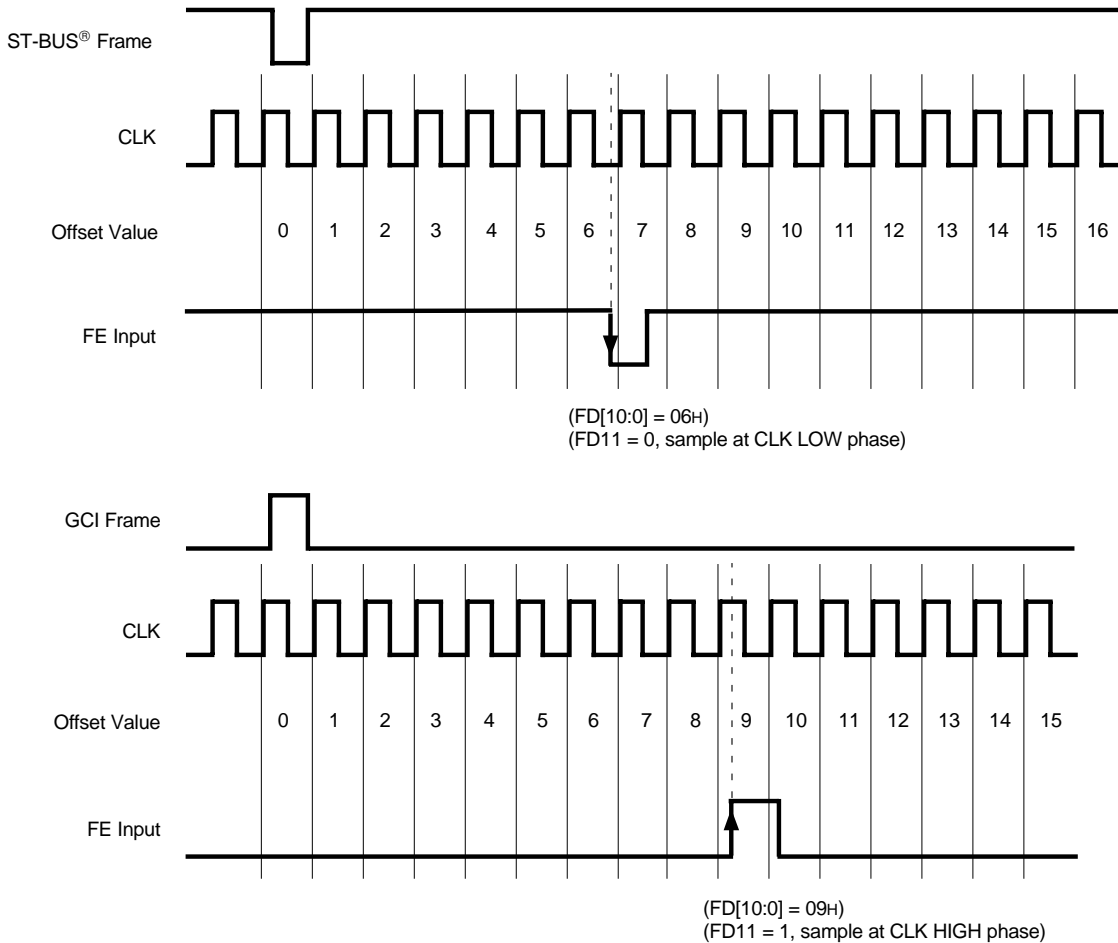 ST-BUS® Frame
CLK
Offset Value 0 1 2 3 4 5 6 7 8 9 10 11 12 13 14 15 16
FE Input
(FD[10:0] = 06H)
(FD11 = 0, sample at CLK LOW phase)
GCI Frame
CLK
Offset Value 0 1 2 3 4 5 6 7 8 9 10 11 12 13 14 15
FE Input
(FD[10:0] = 09H)
(FD11 = 1, sample at CLK HIGH phase)